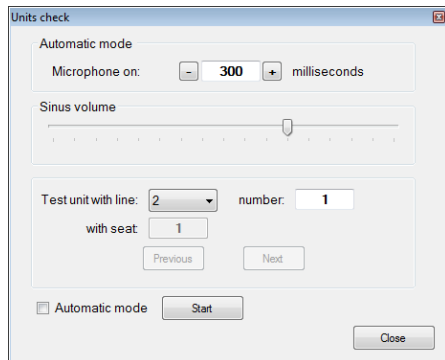 Units check
Automatic mode
Microphone on: - 300 + milliseconds
Sinus volume
Test unit with line: 2 number: 1
with seat: 1
Previous Next
Automatic mode Start
Close